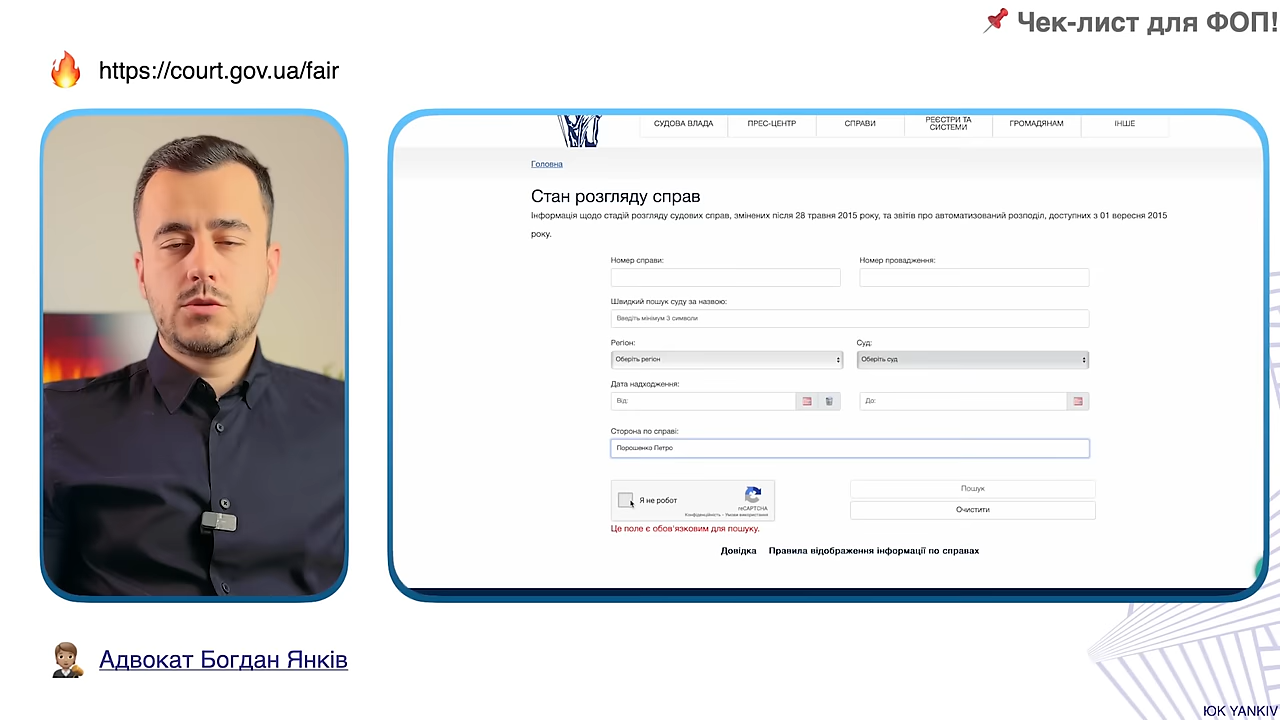 Чек-лист для ФОП!
https://court.gov.ua/fair
СУДОВА ВЛАДА
ПРЕС-ЦЕНТР
СПРАВИ
РЕЄСТРИ ТА
СИСТЕМИ
ГРОМАДЯНАМ
ІНШЕ
Головна
Стан розгляду справ
Інформація щодо стадій розгляду судових справ, змінених після 28 травня 2015 року, та звітів про автоматизований розподіл, доступних з 01 вересня 2015
року.
Номер справи:
Номер провадження:
Швидкий пошук суду за назвою:
Введіть мінімум 3 символи
Регіон:
Суд:
Оберіть регіон
Оберіть суд
Дата надходження:
Від:
До:
Сторона по справі:
Порошенко Петро
Я не робот
reCAPTCHA
Конфіденційність - Умови використання
Це поле є обов'язковим для пошуку.
Пошук
Очистити
Довідка Правила відображення інформації по справах
Адвокат Богдан Янків
ЮК YANKIV